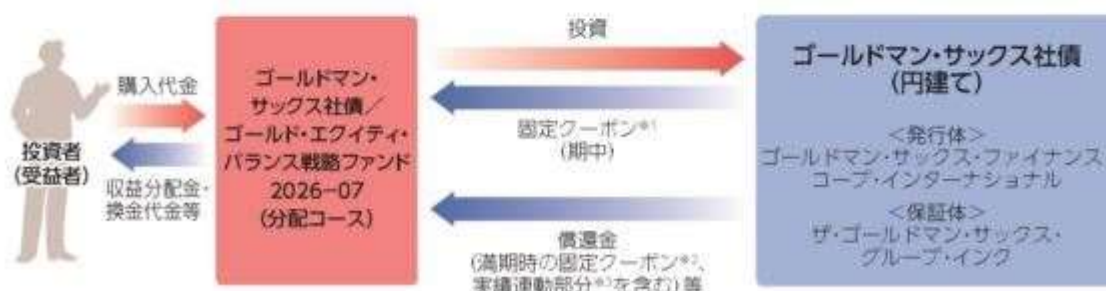 購入代金
投資者
(受益者)
収益分配金・
換金代金等
ゴールドマン・
サックス社債/
ゴールド・エクイティ・
バランス戦略ファンド
2026-07
(分配コース)
投資
固定クーポン※1
(期中)
償還金
(満期時の固定クーポン※2、
実績連動部分※3を含む)等
ゴールドマン・サックス社債
(円建て)
<発行体>
ゴールドマン・サックス・ファイナンス・
コープ・インターナショナル
<保証体>
ザ・ゴールドマン・サックス・
グループ・インク